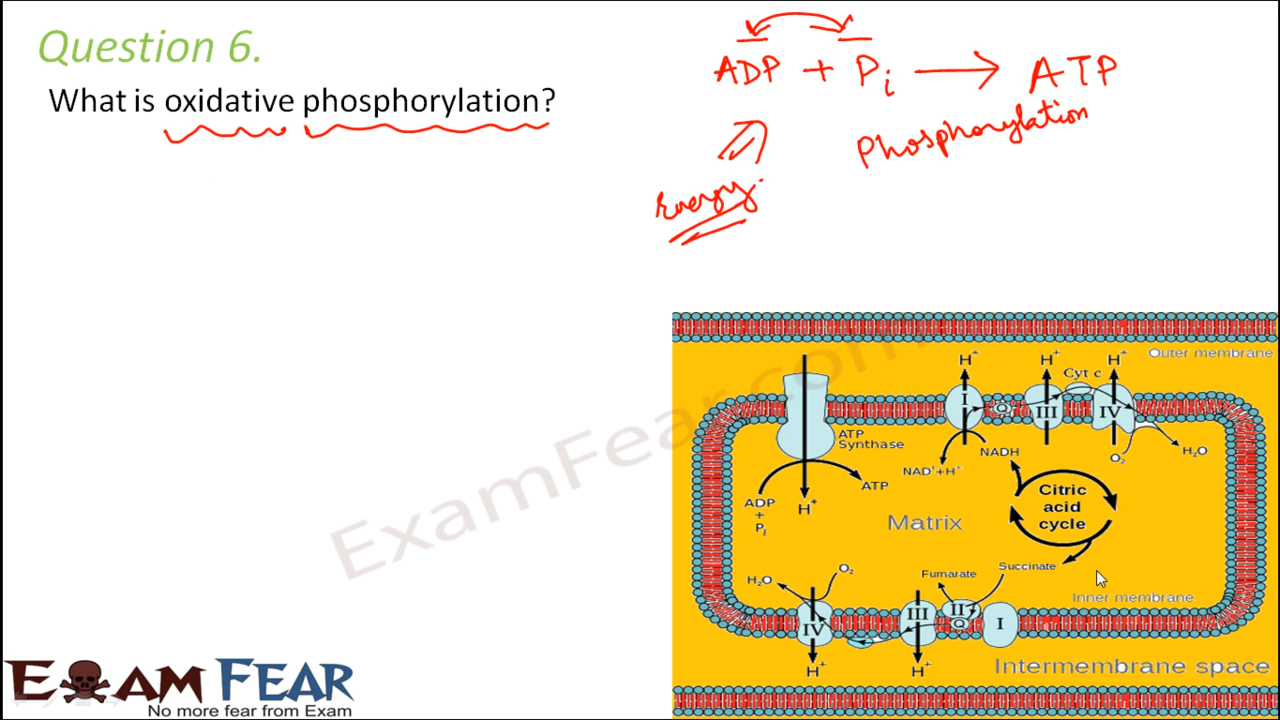 Question 6.
What is oxidative phosphorylation?
ADP + Pi → ATP
Phosphorylation
Energy.
Outer membrane
H+ H+ H+
Cyt c
I Q III IV
ATP
Synthase
NADH
O2
H2O
NAD++H+
ATP
ADP
+
Pi
H+
Matrix
Citric
acid
cycle
Succinate
Fumarate
O2
H2O
Inner membrane
IV III II Q I
H+ H+
Intermembrane space
ExamFear.com
EXAM FEAR
No more fear from Exam